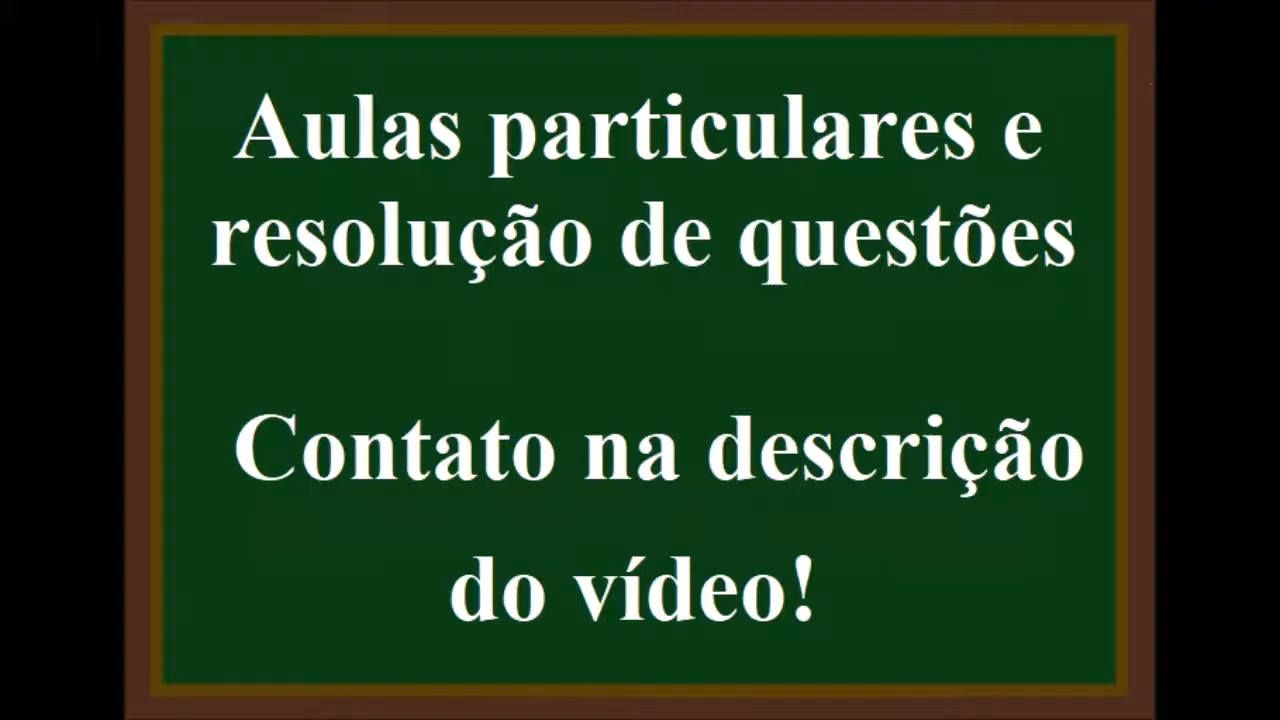 Aulas particulares e
resolução de questões
Contato na descrição
do vídeo!